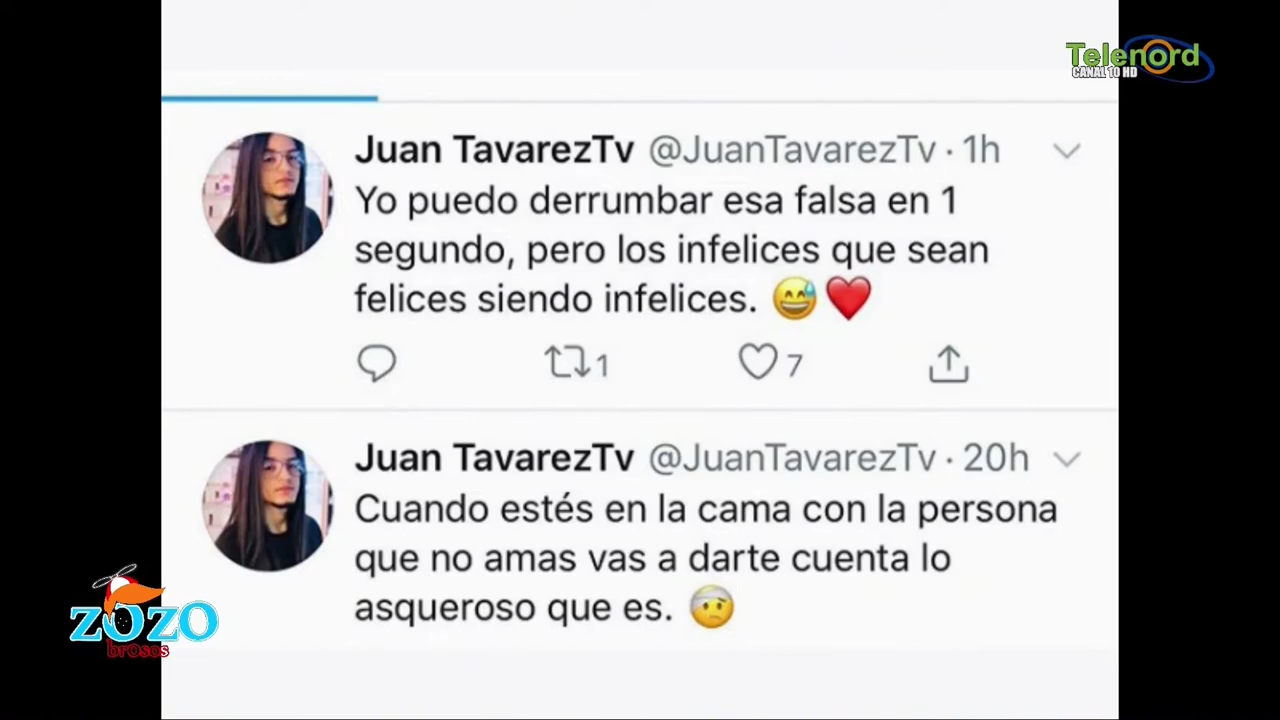 Telenord
CANAL 10 HD
Juan TavarezTv @JuanTavarezTv · 1h
Yo puedo derrumbar esa falsa en 1
segundo, pero los infelices que sean
felices siendo infelices. 😅❤️
1 7
Juan TavarezTv @JuanTavarezTv · 20h
Cuando estés en la cama con la persona
que no amas vas a darte cuenta lo
asqueroso que es. 🤕
zozo
brosos